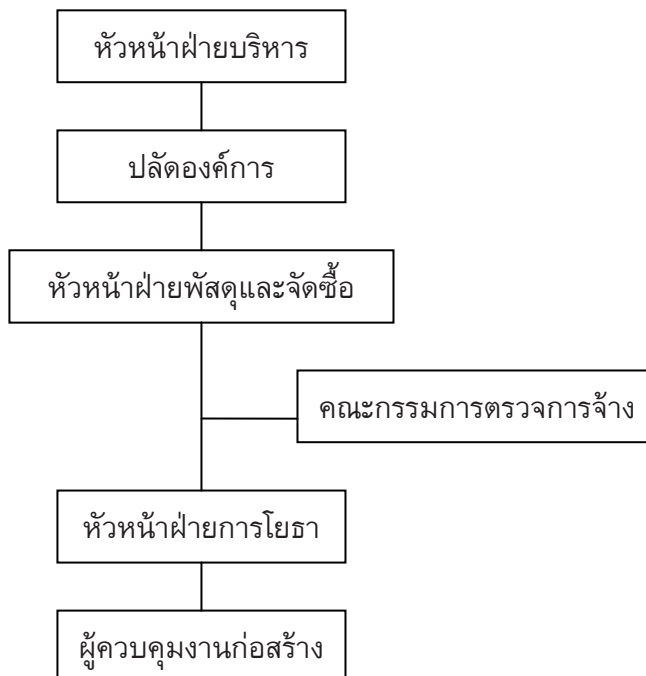 หัวหน้าฝ่ายบริหาร
ปลัดองค์การ
หัวหน้าฝ่ายพัสดุและจัดซื้อ
คณะกรรมการตรวจการจ้าง
หัวหน้าฝ่ายการโยธา
ผู้ควบคุมงานก่อสร้าง